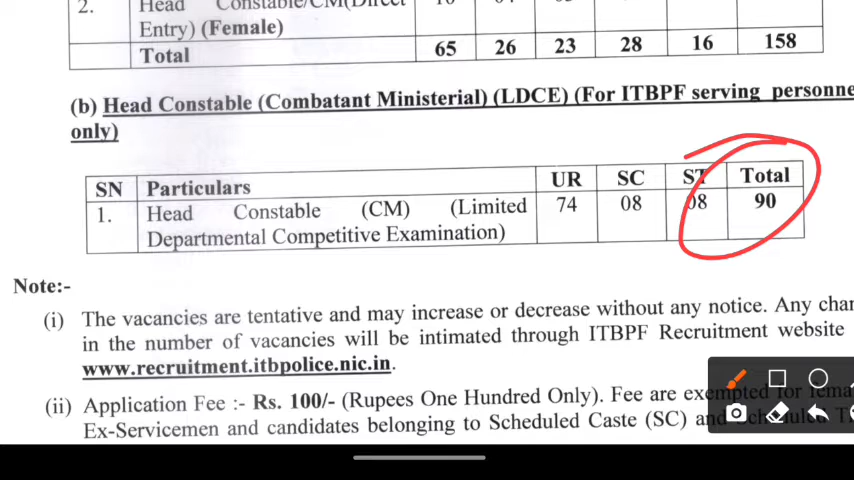 2.
Head Constable/CM(Direct
Entry) (Female)
Total 65 26 23 28 16 158
(b) Head Constable (Combatant Ministerial) (LDCE) (For ITBPF serving personne
only)
SN Particulars UR SC ST Total
1. Head Constable (CM) (Limited 74 08 08 90
Departmental Competitive Examination)
Note:-
(i) The vacancies are tentative and may increase or decrease without any notice. Any chan
in the number of vacancies will be intimated through ITBPF Recruitment website
www.recruitment.itbpolice.nic.in.
(ii) Application Fee :- Rs. 100/- (Rupees One Hundred Only). Fee are exempted for fema
Ex-Servicemen and candidates belonging to Scheduled Caste (SC) and Scheduled T